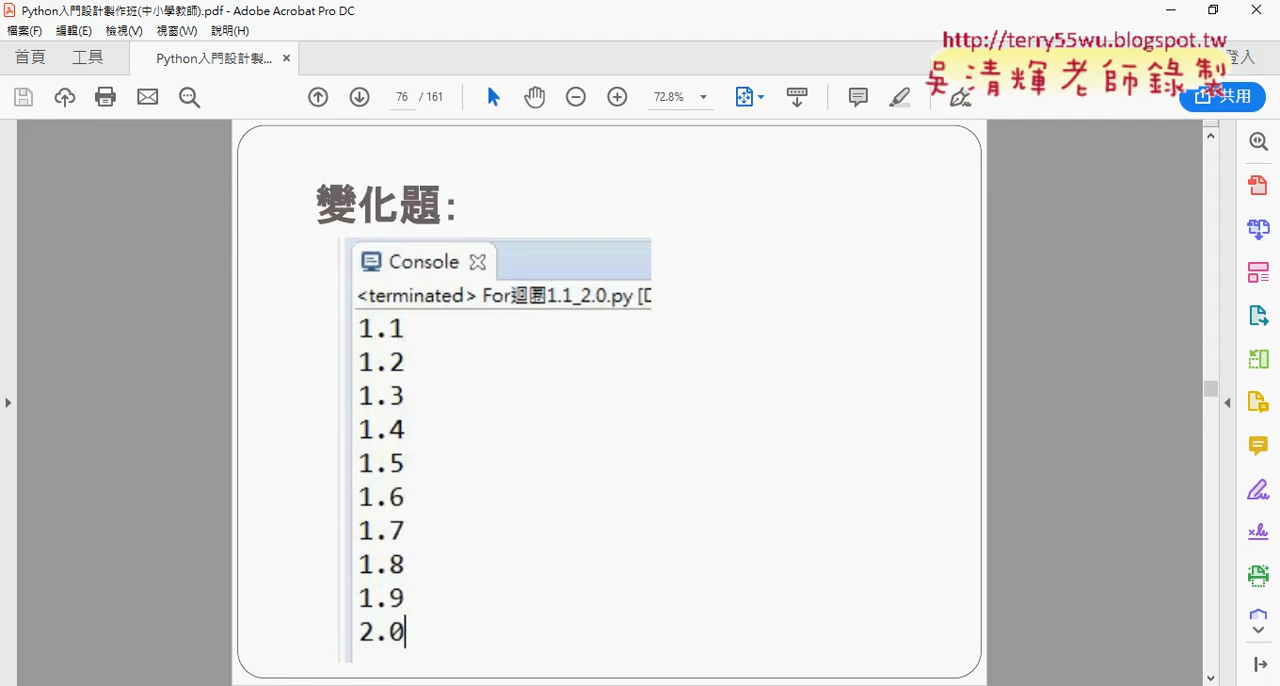 Python入門設計製作班(中小學教師).pdf - Adobe Acrobat Pro DC
檔案(F) 編輯(E) 檢視(V) 視窗(W) 說明(H)
http://terry55wu.blogspot.tw
吳清輝老師錄製
首頁 工具 Python入門設計製... × 登入
76 / 161 72.8% 共用
變化題:
Console
<terminated> For迴圈1.1_2.0.py [D
1.1
1.2
1.3
1.4
1.5
1.6
1.7
1.8
1.9
2.0